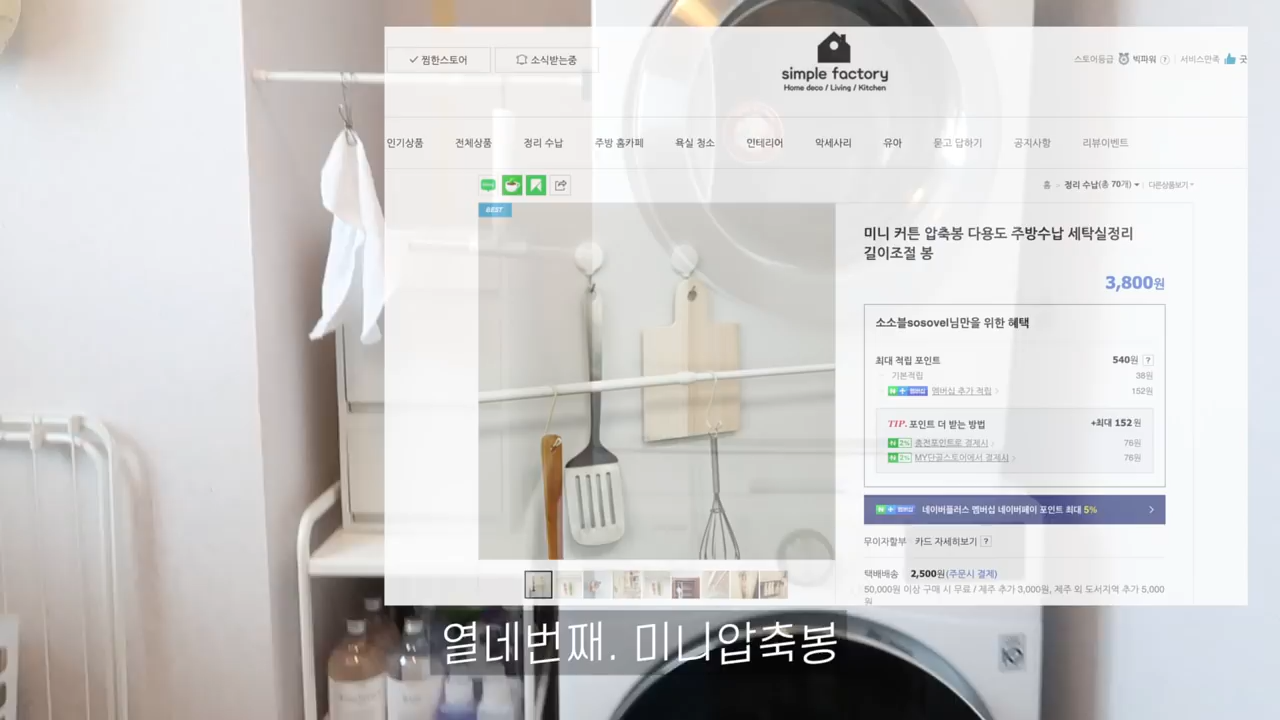 찜한스토어
소식받는중
simple factory
Home deco / Living / Kitchen
스토어등급 빅파워 ? 서비스만족 굿
인기상품 전체상품 정리 수납 주방 홈카페 욕실 청소 인테리어 악세사리 유아 묻고 답하기 공지사항 리뷰이벤트
홈 > 정리 수납(총 70개) 다른상품보기
BEST
미니 커튼 압축봉 다용도 주방수납 세탁실정리
길이조절 봉
3,800원
소소블sosovel님만을 위한 혜택
최대 적립 포인트 540원 ?
기본적립 38원
N+ 멤버십 멤버십 추가 적립 > 152원
TIP. 포인트 더 받는 방법 +최대 152원
N 2% 충전포인트로 결제시 > 76원
N 2% MY단골스토어에서 결제시 > 76원
N+ 멤버십 네이버플러스 멤버십 네이버페이 포인트 최대 5% >
무이자할부 카드 자세히보기 ?
택배배송 2,500원(주문시 결제)
50,000원 이상 구매 시 무료 / 제주 추가 3,000원, 제주 외 도서지역 추가 5,000
원
열네번째. 미니압축봉